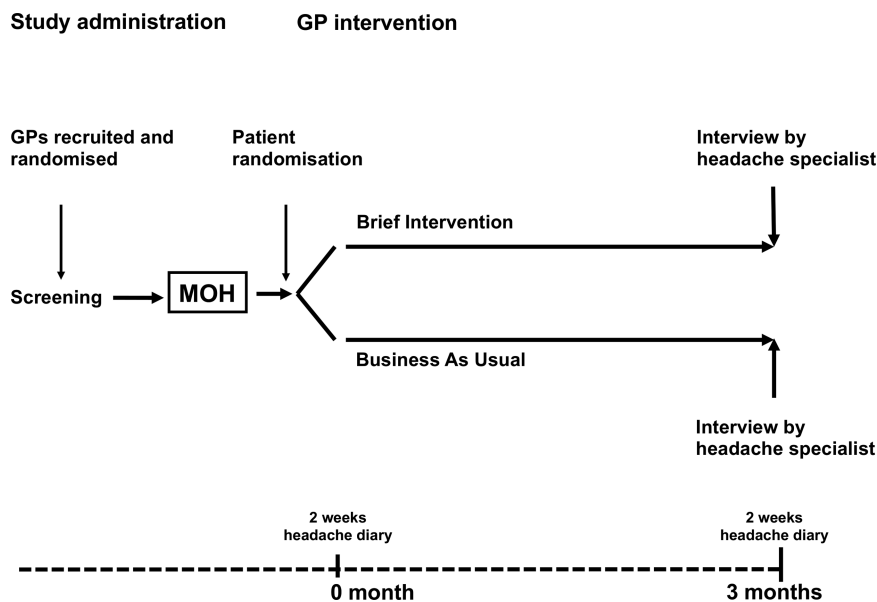 Study administration
GP intervention
GPs recruited and
randomised
Patient
randomisation
Interview by
headache specialist
Brief Intervention
Screening
MOH
Business As Usual
Interview by
headache specialist
2 weeks
headache diary
2 weeks
headache diary
0 month
3 months